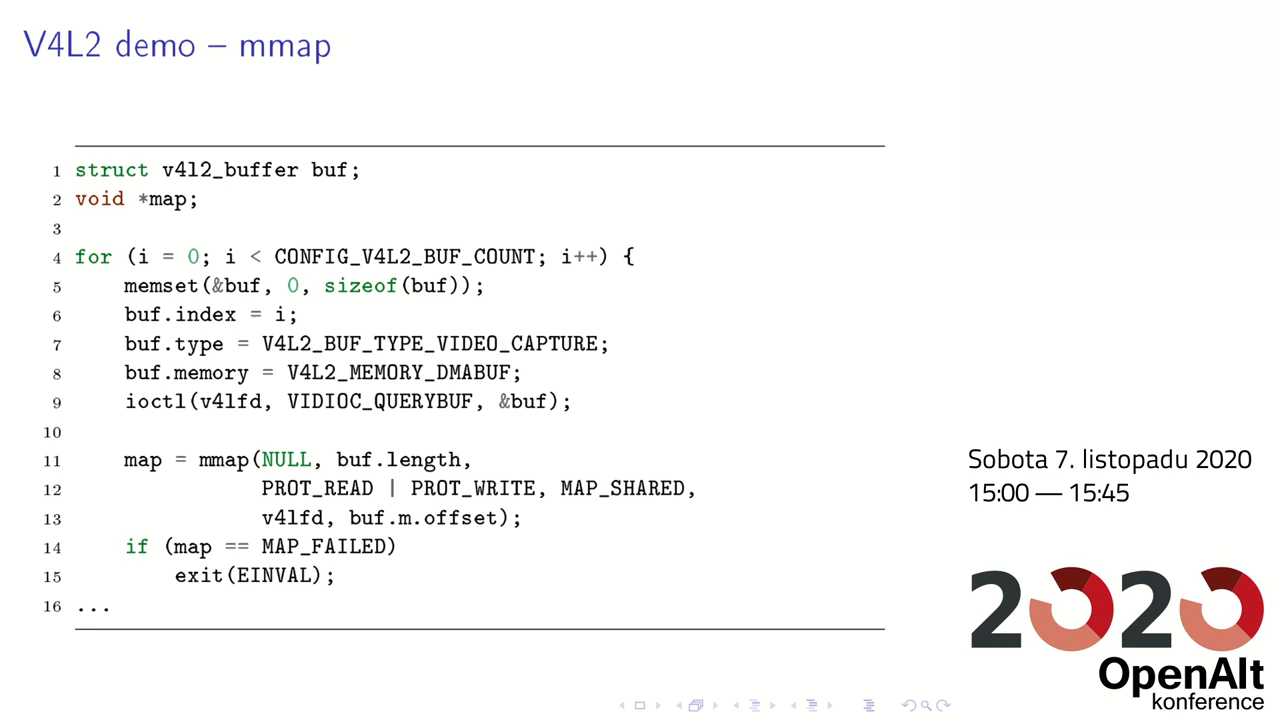 V4L2 demo – mmap
1 struct v4l2_buffer buf;
2 void *map;
3
4 for (i = 0; i < CONFIG_V4L2_BUF_COUNT; i++) {
5     memset(&buf, 0, sizeof(buf));
6     buf.index = i;
7     buf.type = V4L2_BUF_TYPE_VIDEO_CAPTURE;
8     buf.memory = V4L2_MEMORY_DMABUF;
9     ioctl(v4lfd, VIDIOC_QUERYBUF, &buf);
10
11     map = mmap(NULL, buf.length,
12                PROT_READ | PROT_WRITE, MAP_SHARED,
13                v4lfd, buf.m.offset);
14     if (map == MAP_FAILED)
15         exit(EINVAL);
16 ...
Sobota 7. listopadu 2020
15:00 — 15:45
2020
OpenAlt
konference